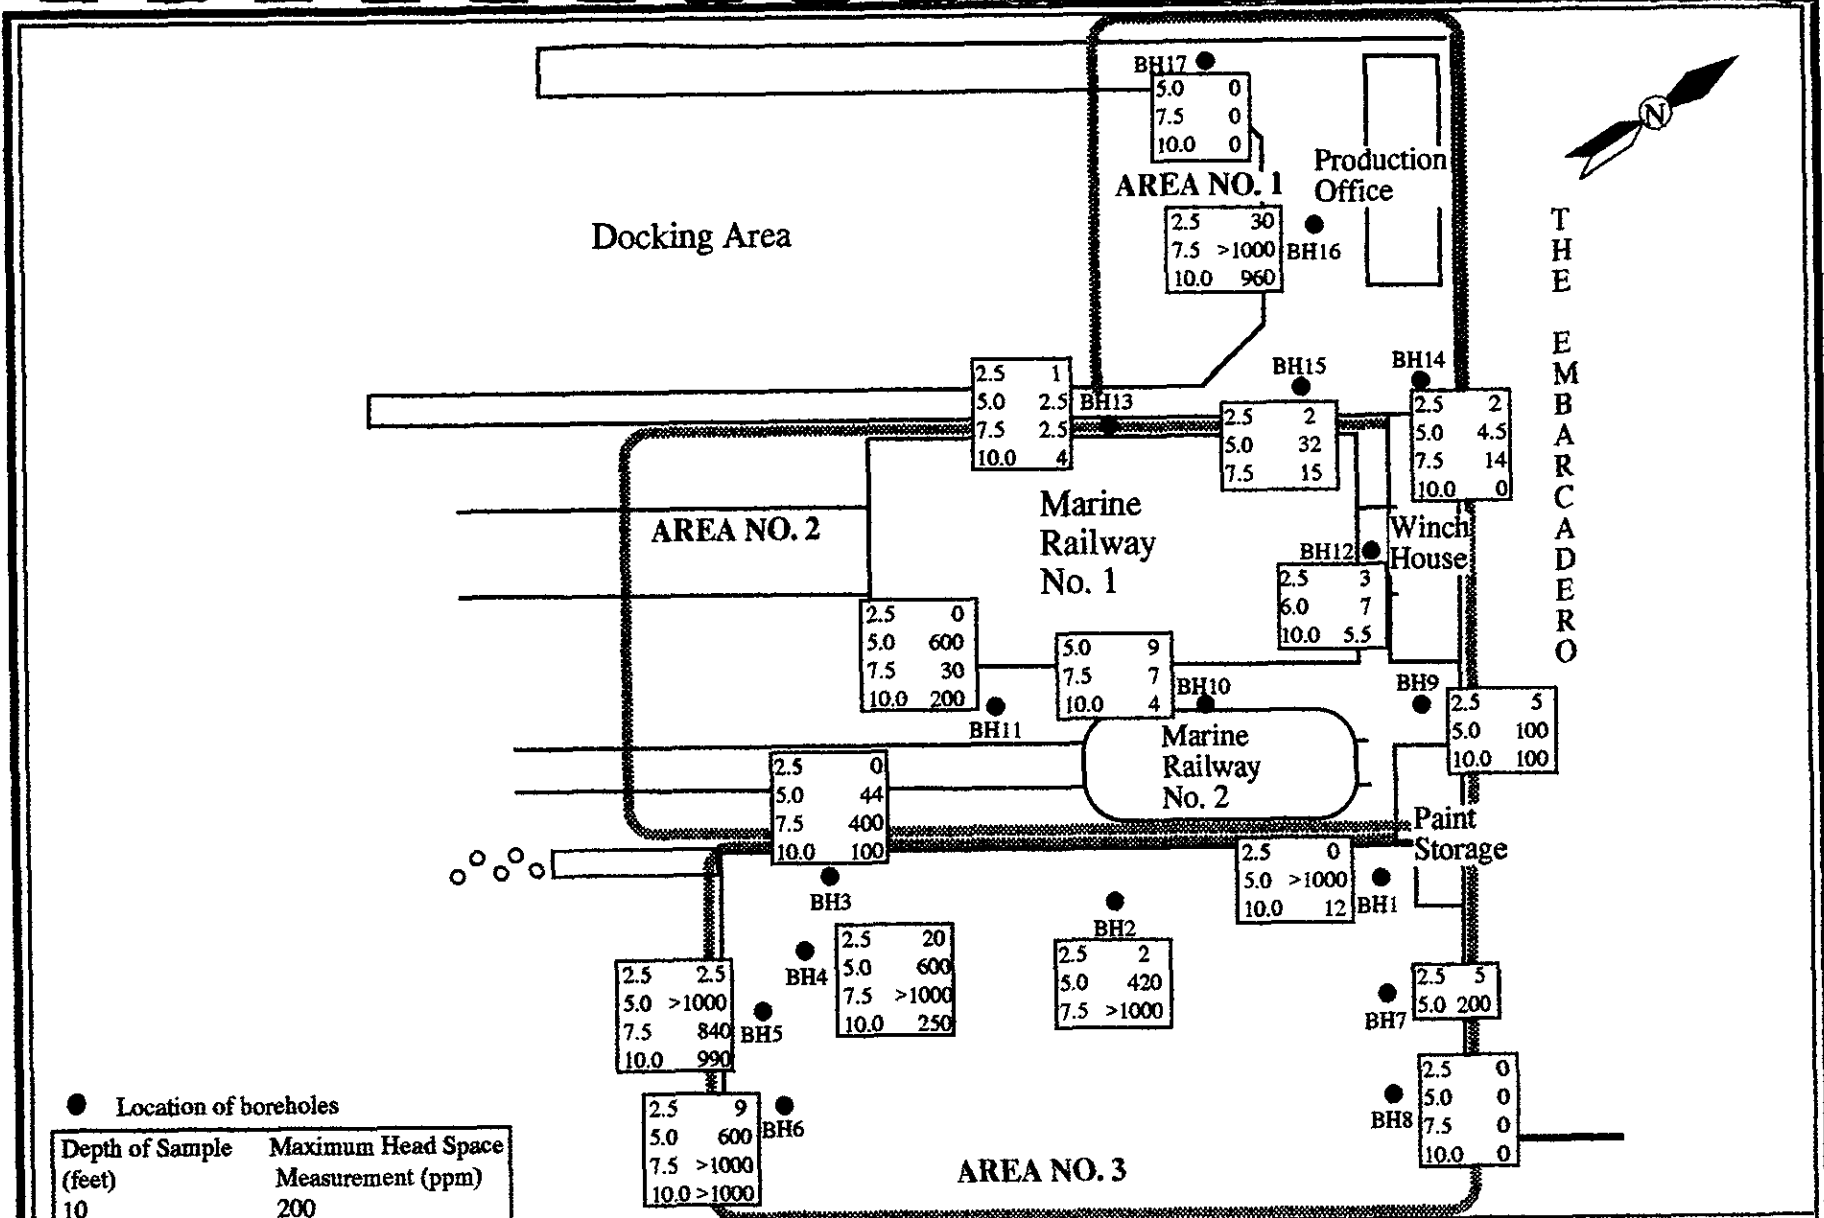 BH17
5.0 0
7.5 0
10.0 0
N
Production
Office
AREA NO. 1
Docking Area
2.5 30
7.5 >1000
10.0 960
BH16
THE EMBARCADERO
2.5 1
5.0 2.5
7.5 2.5
10.0 4
BH13
BH15
2.5 2
5.0 32
7.5 15
BH14
2.5 2
5.0 4.5
7.5 14
10.0 0
AREA NO. 2
Marine
Railway
No. 1
Winch
House
BH12
2.5 3
6.0 7
10.0 5.5
2.5 0
5.0 600
7.5 30
10.0 200
BH11
5.0 9
7.5 7
10.0 4
BH10
BH9
2.5 5
5.0 100
10.0 100
Marine
Railway
No. 2
2.5 0
5.0 44
7.5 400
10.0 100
BH3
Paint
Storage
2.5 0
5.0 >1000
10.0 12
BH1
BH2
2.5 2
5.0 420
7.5 >1000
BH4
2.5 20
5.0 600
7.5 >1000
10.0 250
2.5 2.5
5.0 >1000
7.5 840
10.0 990
BH5
BH7
2.5 5
5.0 200
BH8
2.5 0
5.0 0
7.5 0
10.0 0
2.5 9
5.0 600
7.5 >1000
10.0 >1000
BH6
AREA NO. 3
Location of boreholes
Depth of Sample Maximum Head Space
(feet) Measurement (ppm)
10 200